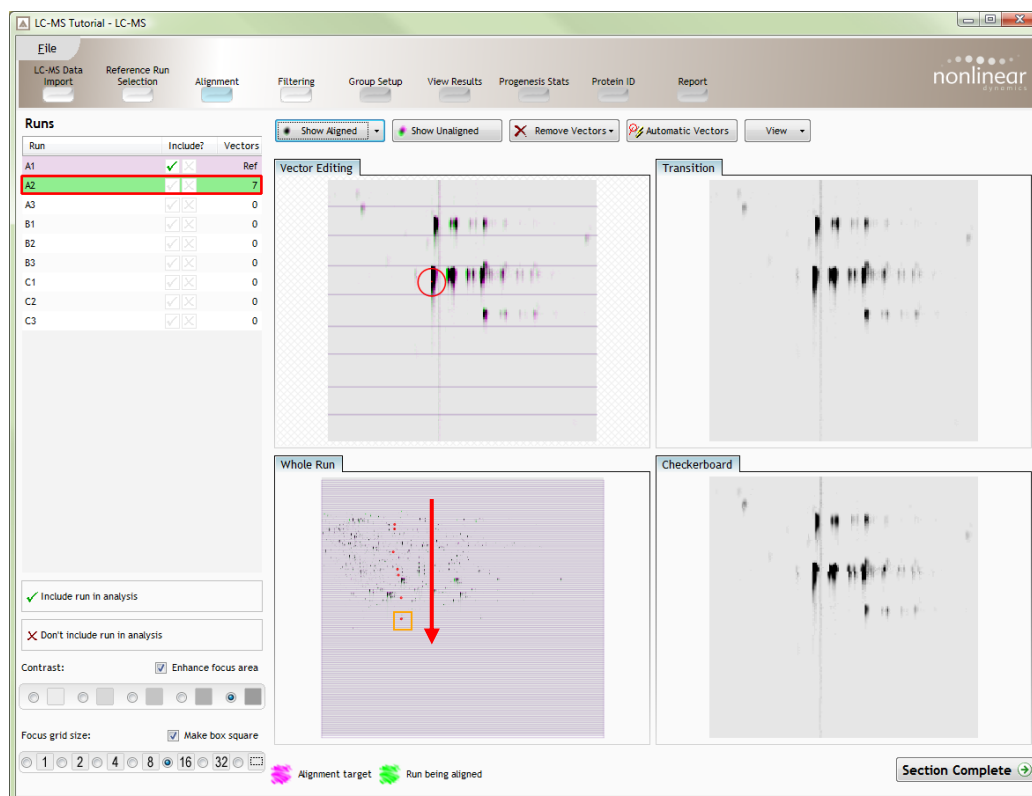 LC-MS Tutorial - LC-MS
File
LC-MS Data Import
Reference Run Selection
Alignment
Filtering
Group Setup
View Results
Progenesis Stats
Protein ID
Report
nonlinear
dynamics
Runs
Run Include? Vectors
A1 Ref
A2 7
A3 0
B1 0
B2 0
B3 0
C1 0
C2 0
C3 0
Show Aligned
Show Unaligned
Remove Vectors
Automatic Vectors
View
Vector Editing
Transition
Whole Run
Checkerboard
Include run in analysis
Don't include run in analysis
Contrast: Enhance focus area
Focus grid size: Make box square
1 2 4 8 16 32
Alignment target Run being aligned
Section Complete